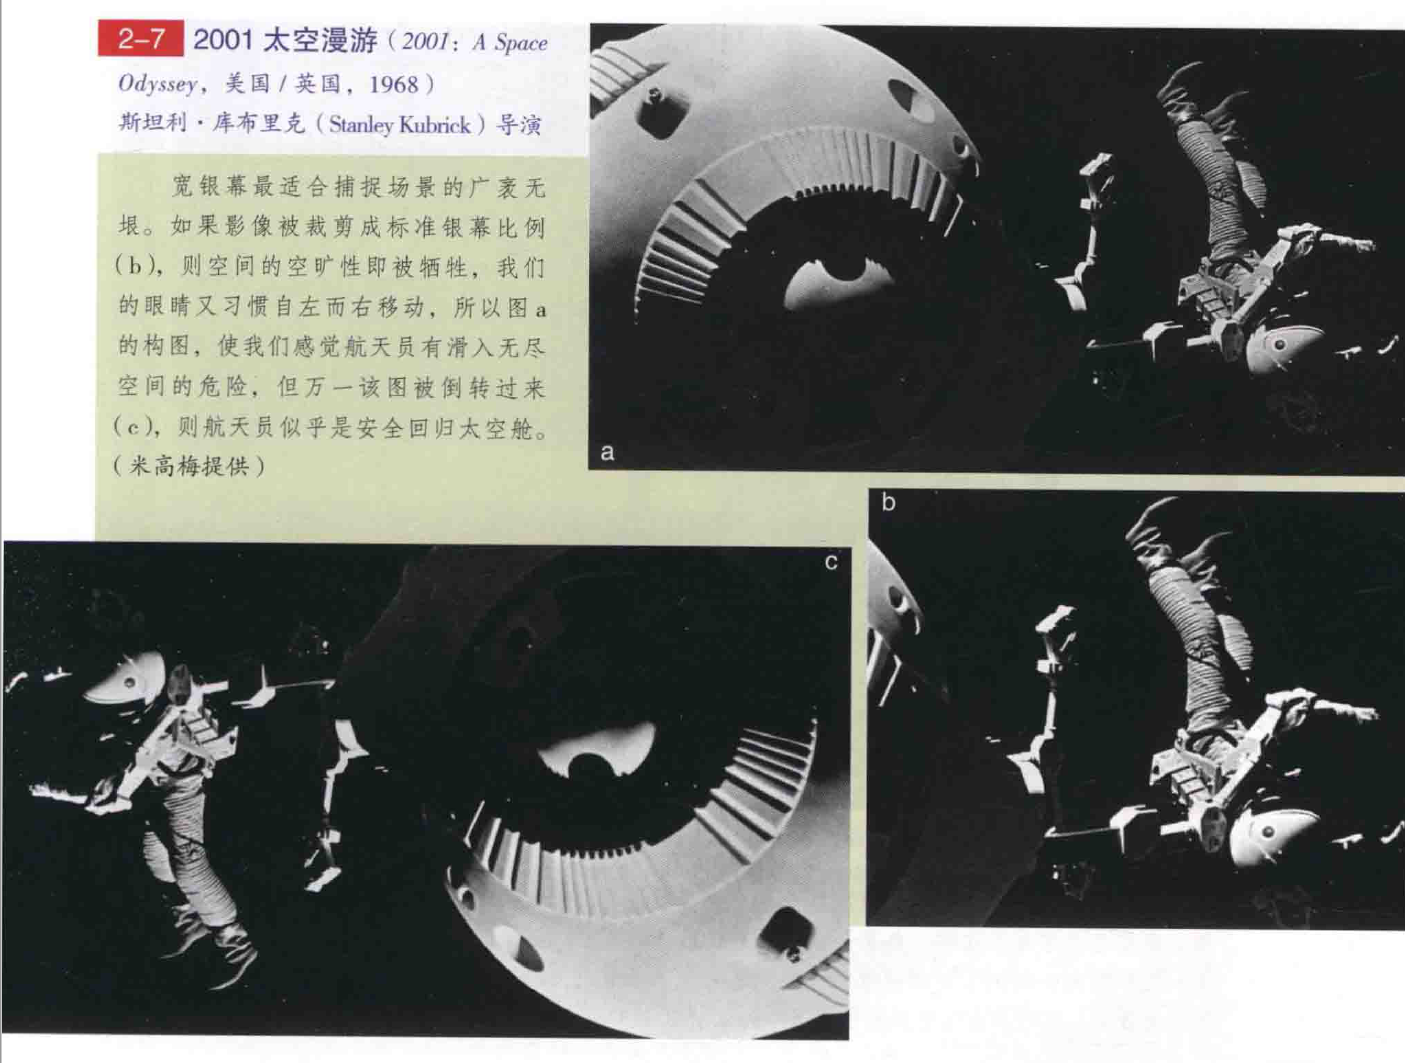 2-7 2001 太空漫游（2001: A Space
Odyssey，美国 / 英国，1968）
斯坦利·库布里克（Stanley Kubrick）导演
宽银幕最适合捕捉场景的广袤无
垠。如果影像被裁剪成标准银幕比例
(b)，则空间的空旷性即被牺牲，我们
的眼睛又习惯自左而右移动，所以图 a
的构图，使我们感觉航天员有滑入无尽
空间的危险，但万一该图被倒转过来
(c)，则航天员似乎是安全回归太空舱。
（米高梅提供）
a
b
c